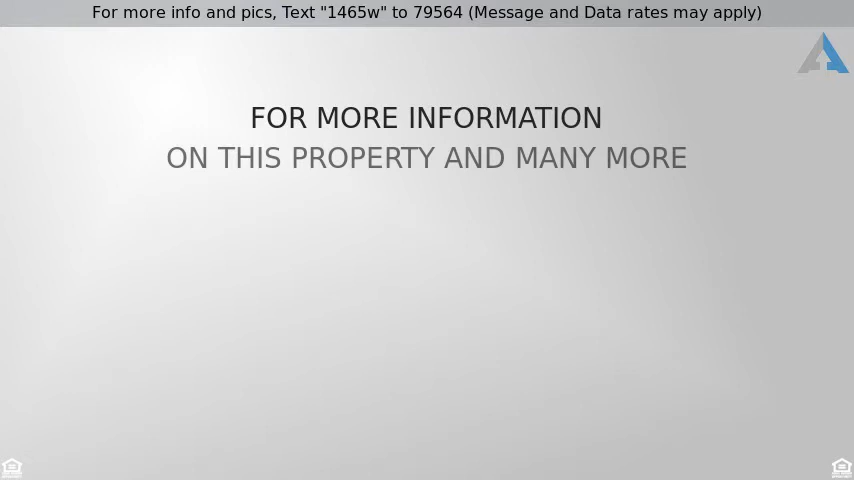 For more info and pics, Text "1465w" to 79564 (Message and Data rates may apply)
FOR MORE INFORMATION
ON THIS PROPERTY AND MANY MORE